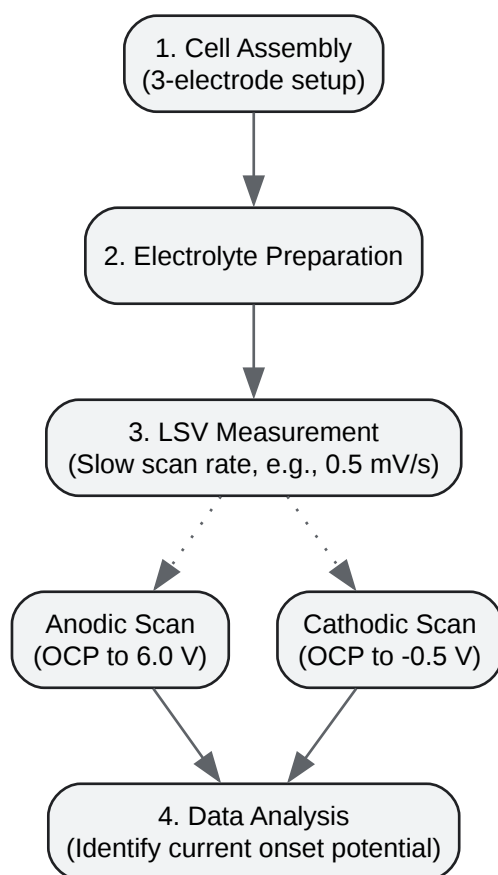 1. Cell Assembly
(3-electrode setup)
2. Electrolyte Preparation
3. LSV Measurement
(Slow scan rate, e.g., 0.5 mV/s)
Anodic Scan
(OCP to 6.0 V)
Cathodic Scan
(OCP to -0.5 V)
4. Data Analysis
(Identify current onset potential)